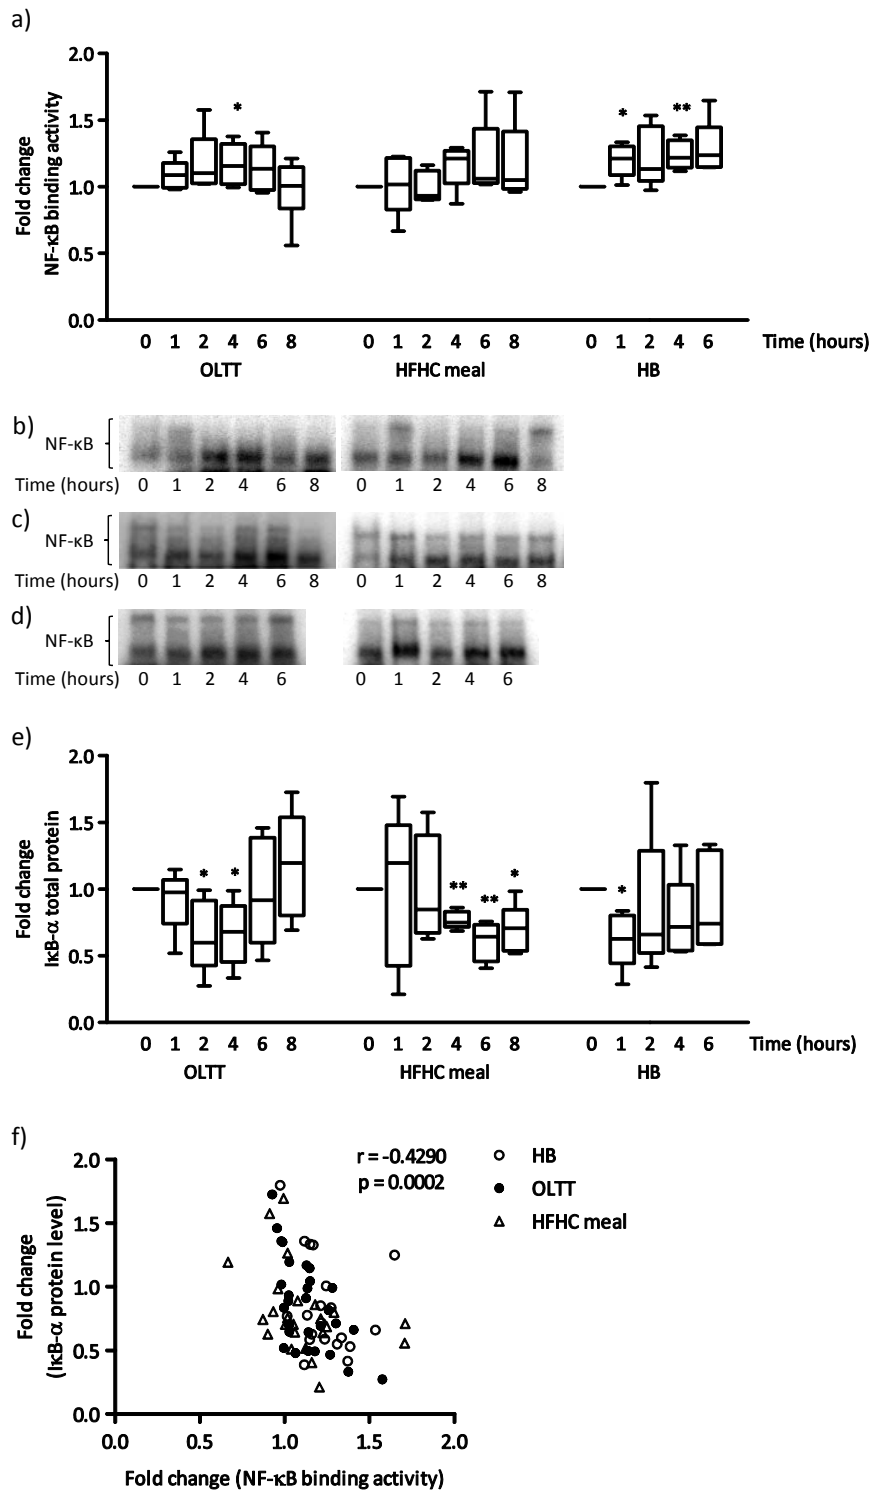 a)
Fold change
NF-κB binding activity
2.0
1.5
1.0
0.5
0.0
* * **
0 1 2 4 6 8 0 1 2 4 6 8 0 1 2 4 6 Time (hours)
OLTT HFHC meal HB
b)
NF-κB
Time (hours) 0 1 2 4 6 8 0 1 2 4 6 8
c)
NF-κB
Time (hours) 0 1 2 4 6 8 0 1 2 4 6 8
d)
NF-κB
Time (hours) 0 1 2 4 6 0 1 2 4 6
e)
Fold change
IκB-α total protein
2.0
1.5
1.0
0.5
0.0
* * ** ** * *
0 1 2 4 6 8 0 1 2 4 6 8 0 1 2 4 6 Time (hours)
OLTT HFHC meal HB
f)
Fold change
(IκB-α protein level)
2.0
1.5
1.0
0.5
0.0
r = -0.4290
p = 0.0002
HB
OLTT
HFHC meal
0.0 0.5 1.0 1.5 2.0
Fold change (NF-κB binding activity)